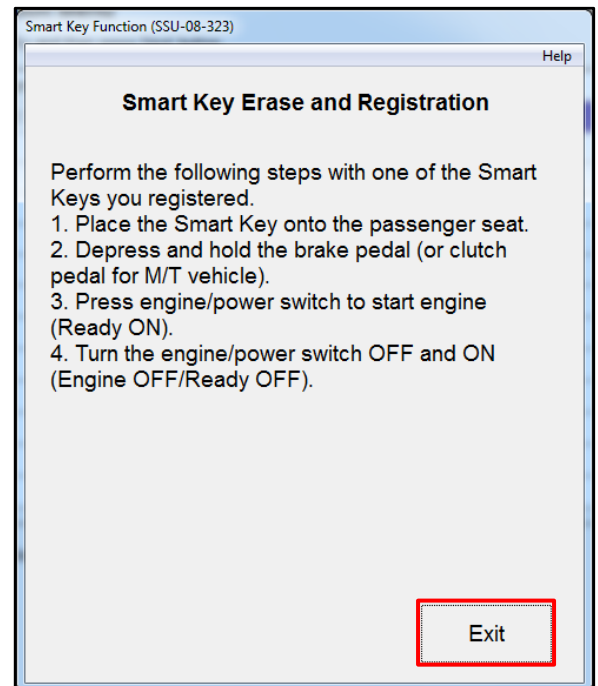 Smart Key Function (SSU-08-323)
Help
Smart Key Erase and Registration
Perform the following steps with one of the Smart
Keys you registered.
1. Place the Smart Key onto the passenger seat.
2. Depress and hold the brake pedal (or clutch
pedal for M/T vehicle).
3. Press engine/power switch to start engine
(Ready ON).
4. Turn the engine/power switch OFF and ON
(Engine OFF/Ready OFF).
Exit